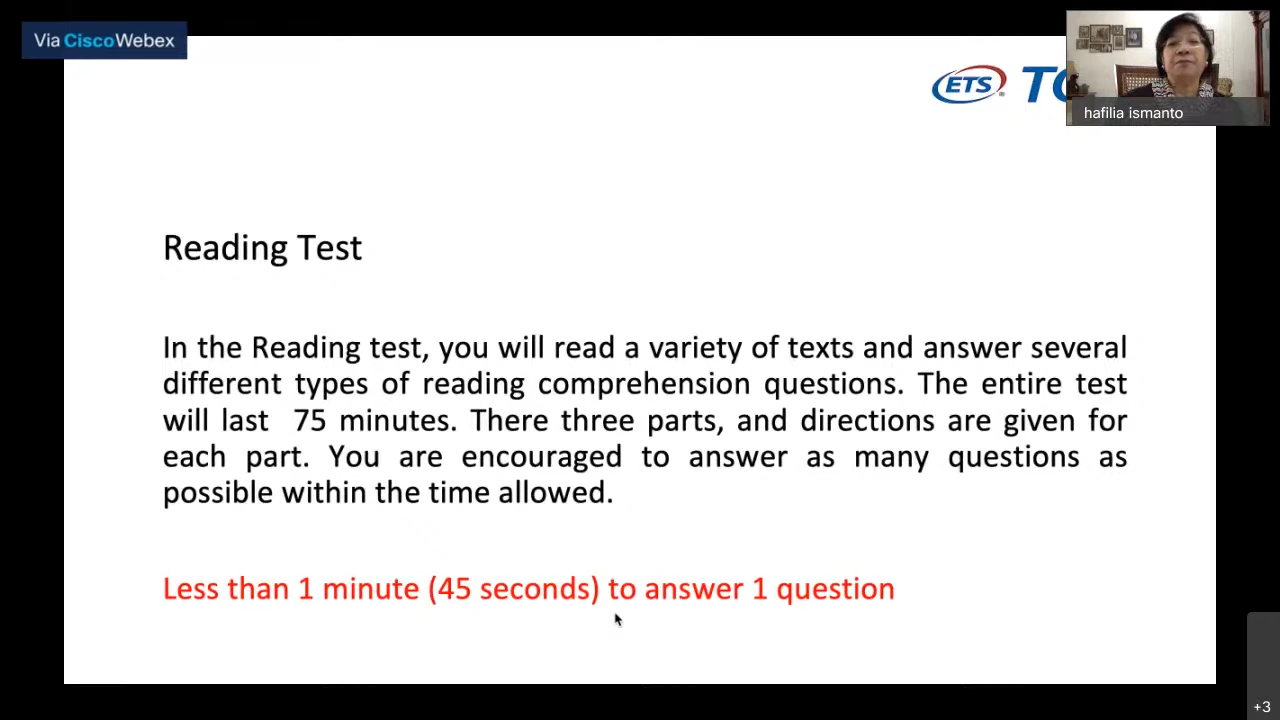 Via CiscoWebex
ETS TO
hafilia ismanto
Reading Test
In the Reading test, you will read a variety of texts and answer several
different types of reading comprehension questions. The entire test
will last 75 minutes. There three parts, and directions are given for
each part. You are encouraged to answer as many questions as
possible within the time allowed.
Less than 1 minute (45 seconds) to answer 1 question
+3